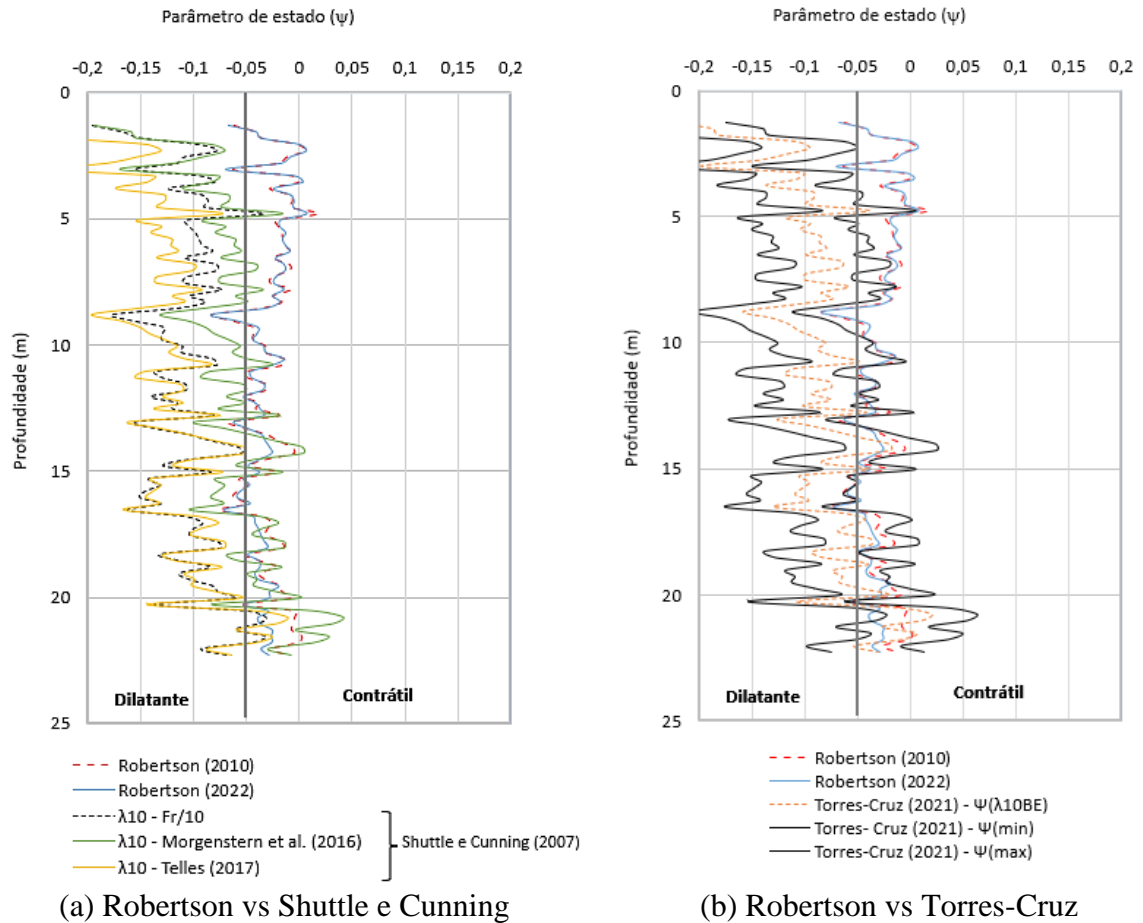 Parâmetro de estado (ψ)
-0,2 -0,15 -0,1 -0,05 0 0,05 0,1 0,15 0,2
0
5
10
15
20
25
Profundidade (m)
Dilatante Contrátil
Robertson (2010)
Robertson (2022)
λ10 - Fr/10
λ10 - Morgenstern et al. (2016)
λ10 - Telles (2017)
Shuttle e Cunning (2007)
(a) Robertson vs Shuttle e Cunning
Parâmetro de estado (ψ)
-0,2 -0,15 -0,1 -0,05 0 0,05 0,1 0,15 0,2
0
5
10
15
20
25
Profundidade (m)
Dilatante Contrátil
Robertson (2010)
Robertson (2022)
Torres-Cruz (2021) - Ψ(λ10BE)
Torres- Cruz (2021) - Ψ(min)
Torres-Cruz (2021) - Ψ(max)
(b) Robertson vs Torres-Cruz